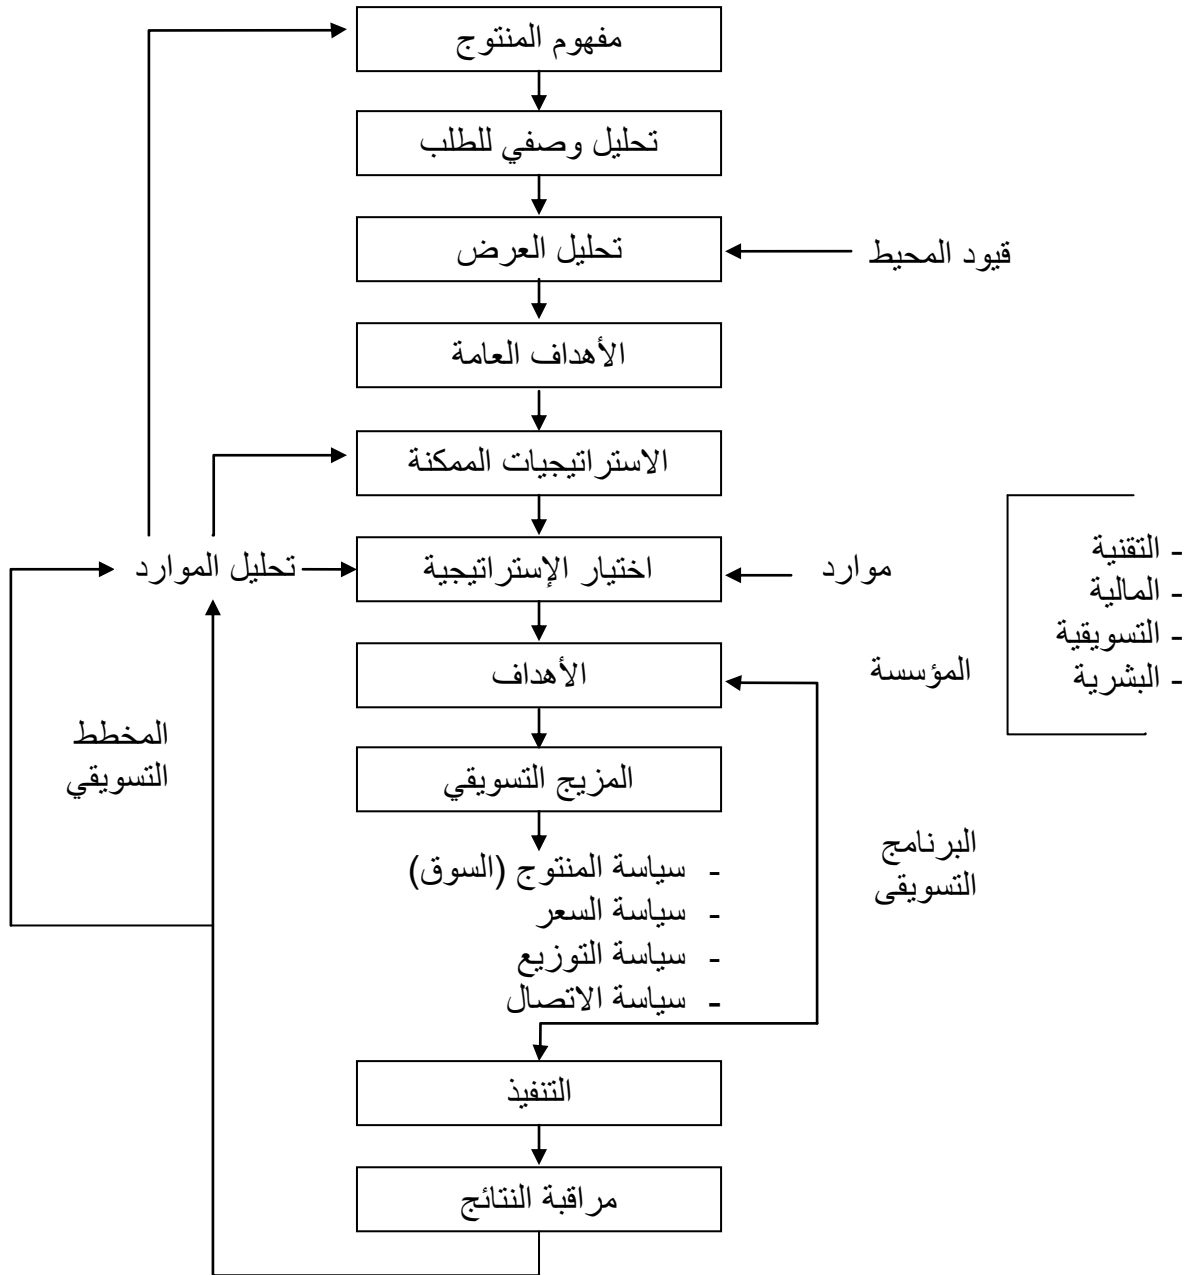 مفهوم المنتوج
تحليل وصفي للطلب
تحليل العرض
قيود المحيط
الأهداف العامة
الاستراتيجيات الممكنة
تحليل الموارد
اختيار الإستراتيجية
موارد
المؤسسة
- التقنية
- المالية
- التسويقية
- البشرية
الأهداف
المخطط
التسويقي
المزيج التسويقي
- سياسة المنتوج (السوق)
- سياسة السعر
- سياسة التوزيع
- سياسة الاتصال
البرنامج
التسويقى
التنفيذ
مراقبة النتائج